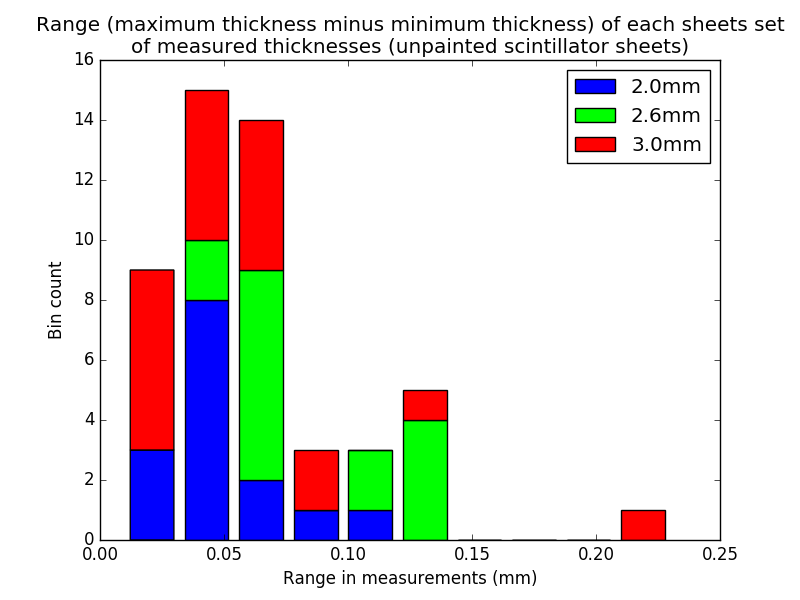 Range (maximum thickness minus minimum thickness) of each sheets set
of measured thicknesses (unpainted scintillator sheets)
2.0mm
2.6mm
3.0mm
16
14
12
10
8
6
4
2
0
Bin count
0.00 0.05 0.10 0.15 0.20 0.25
Range in measurements (mm)